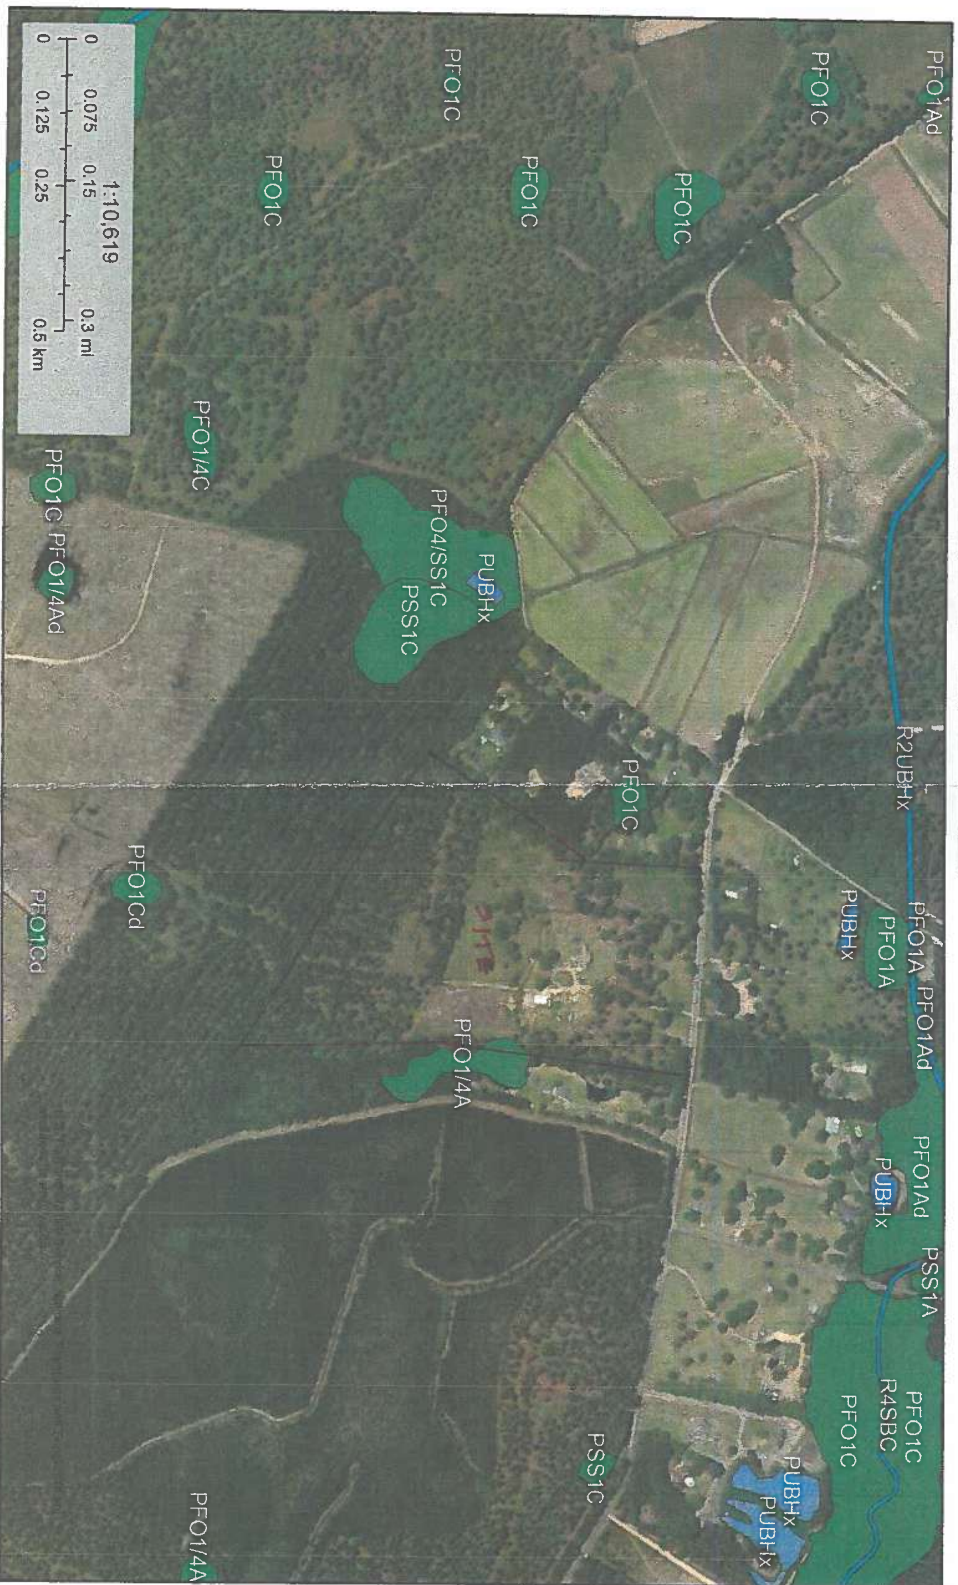 PFO1Ad
PFO1C
PFO1C
PFO1C
PFO1C
PFO1C
1:10,619
0 0.075 0.15 0.3 mi
0 0.125 0.25 0.5 km
PFO1/4C
PFO1C
PFO1/4Ad
PFO4/SS1C
PUBHx
PSS1C
R2UBHx
PFO1C
PFO1Cd
PFO1Cd
SITE
PUBHx
PFO1A
PFO1A
PFO1Ad
PFO1/4A
PFO1Ad
PUBHx
PSS1A
PFO1C
R4SBC
PFO1C
PUBHx
PUBHx
PSS1C
PFO1/4A